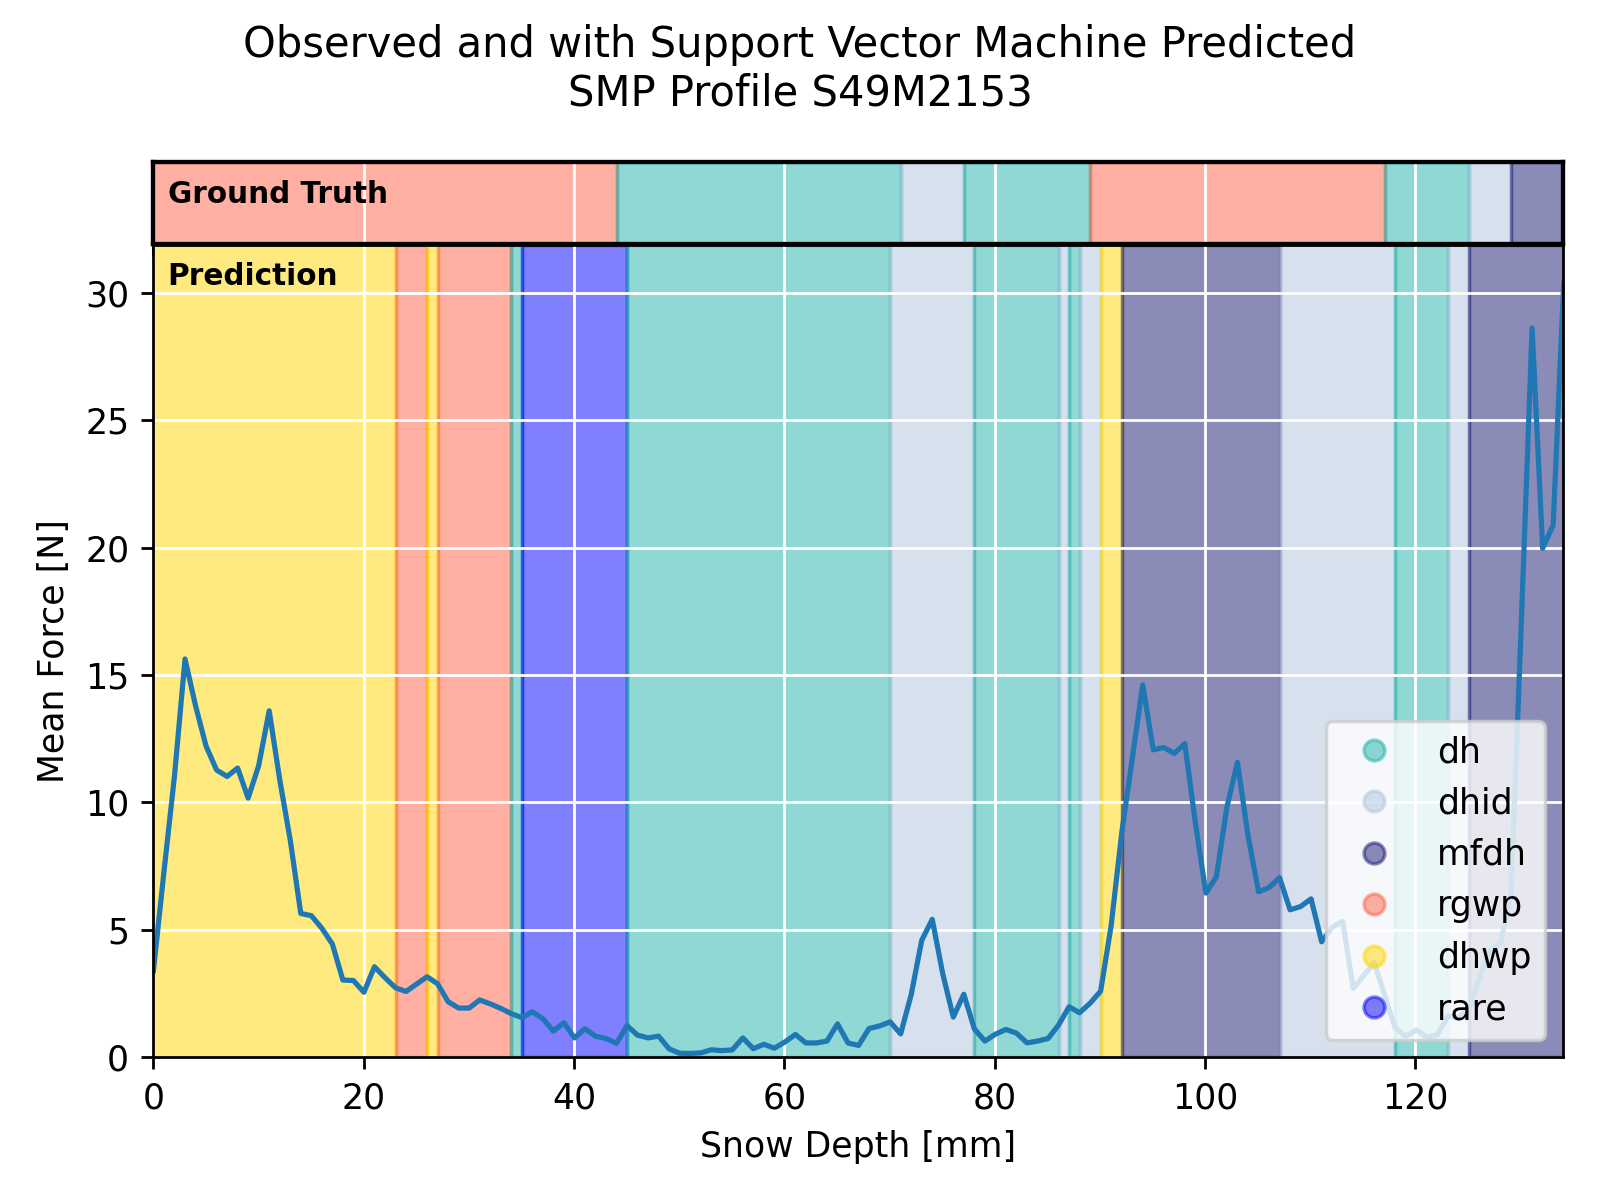 Observed and with Support Vector Machine Predicted
SMP Profile S49M2153
Ground Truth
Prediction
Mean Force [N]
30
25
20
15
10
5
0
dh
dhid
mfdh
rgwp
dhwp
rare
0 20 40 60 80 100 120
Snow Depth [mm]